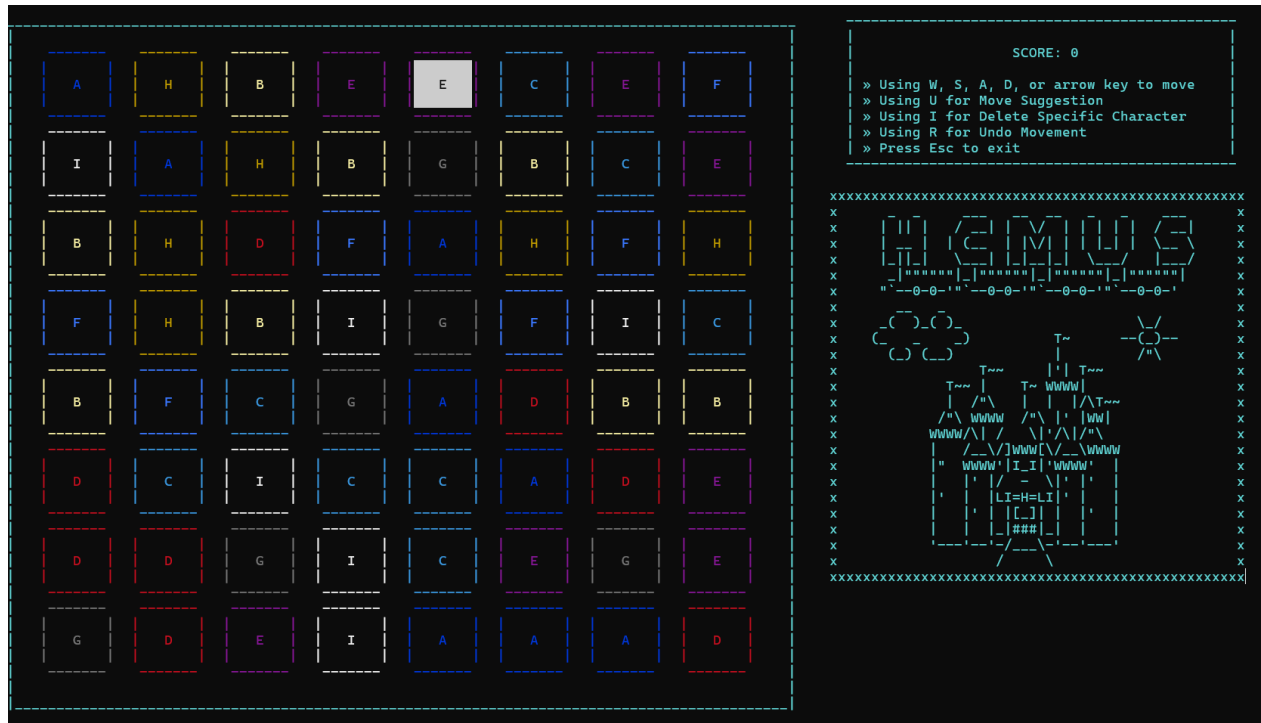 SCORE: 0
» Using W, S, A, D, or arrow key to move
» Using U for Move Suggestion
» Using I for Delete Specific Character
» Using R for Undo Movement
» Press Esc to exit
A H B E E C E F
I A H B G B C E
B H D F A H F H
F H B I G F I C
B F C G A D B B
D C I C C A D E
D D G I C E G E
G D E I A A A D
HCMUS